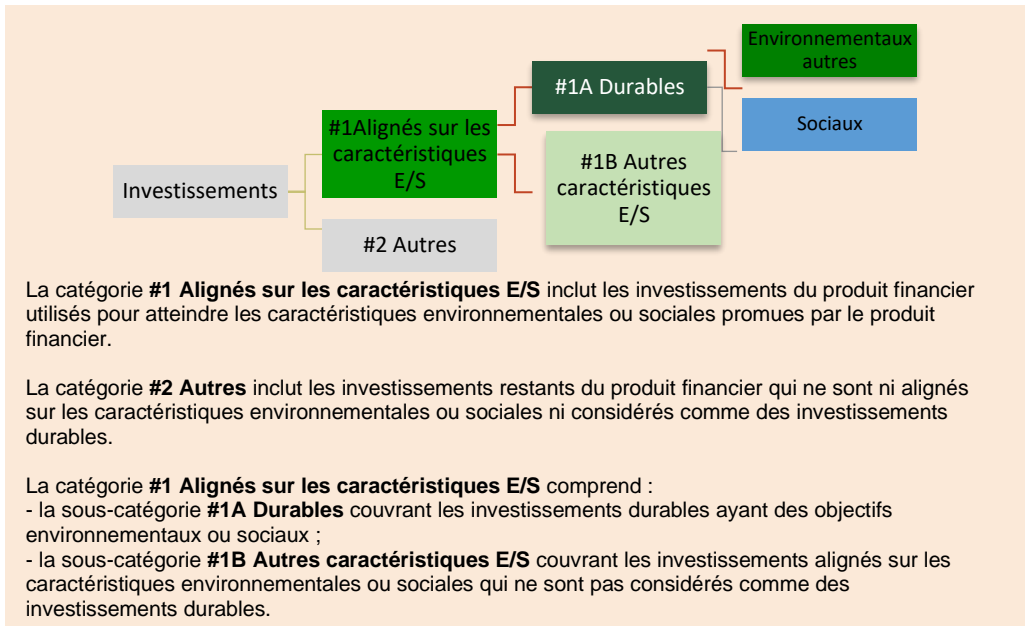 Environnementaux
autres
#1A Durables
#1Alignés sur les
caractéristiques
E/S
Sociaux
#1B Autres
caractéristiques
E/S
Investissements
#2 Autres
La catégorie #1 Alignés sur les caractéristiques E/S inclut les investissements du produit financier
utilisés pour atteindre les caractéristiques environnementales ou sociales promues par le produit
financier.
La catégorie #2 Autres inclut les investissements restants du produit financier qui ne sont ni alignés
sur les caractéristiques environnementales ou sociales ni considérés comme des investissements
durables.
La catégorie #1 Alignés sur les caractéristiques E/S comprend :
- la sous-catégorie #1A Durables couvrant les investissements durables ayant des objectifs
environnementaux ou sociaux ;
- la sous-catégorie #1B Autres caractéristiques E/S couvrant les investissements alignés sur les
caractéristiques environnementales ou sociales qui ne sont pas considérés comme des
investissements durables.